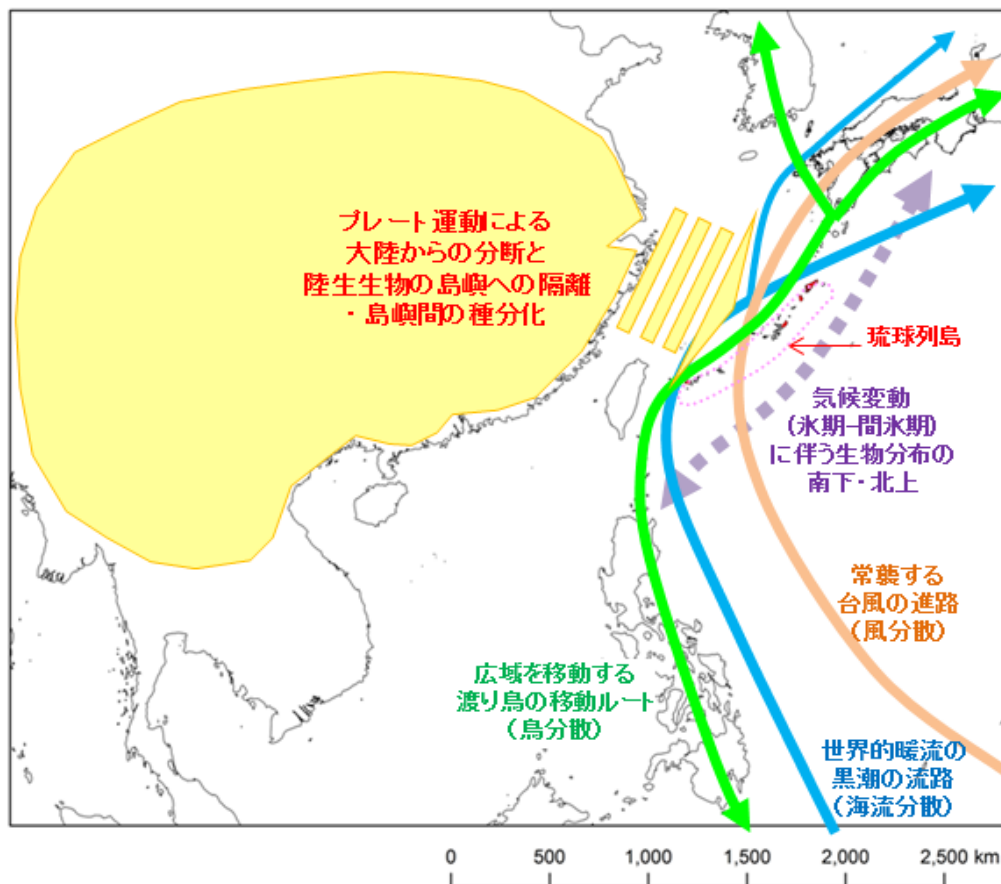 プレート運動による
大陸からの分断と
陸生生物の島嶼への隔離
・島嶼間の種分化
琉球列島
気候変動
(氷期−間氷期)
に伴う生物分布の
南下・北上
常襲する
台風の進路
(風分散)
広域を移動する
渡り鳥の移動ルート
(鳥分散)
世界的暖流の
黒潮の流路
(海流分散)
0 500 1,000 1,500 2,000 2,500 km